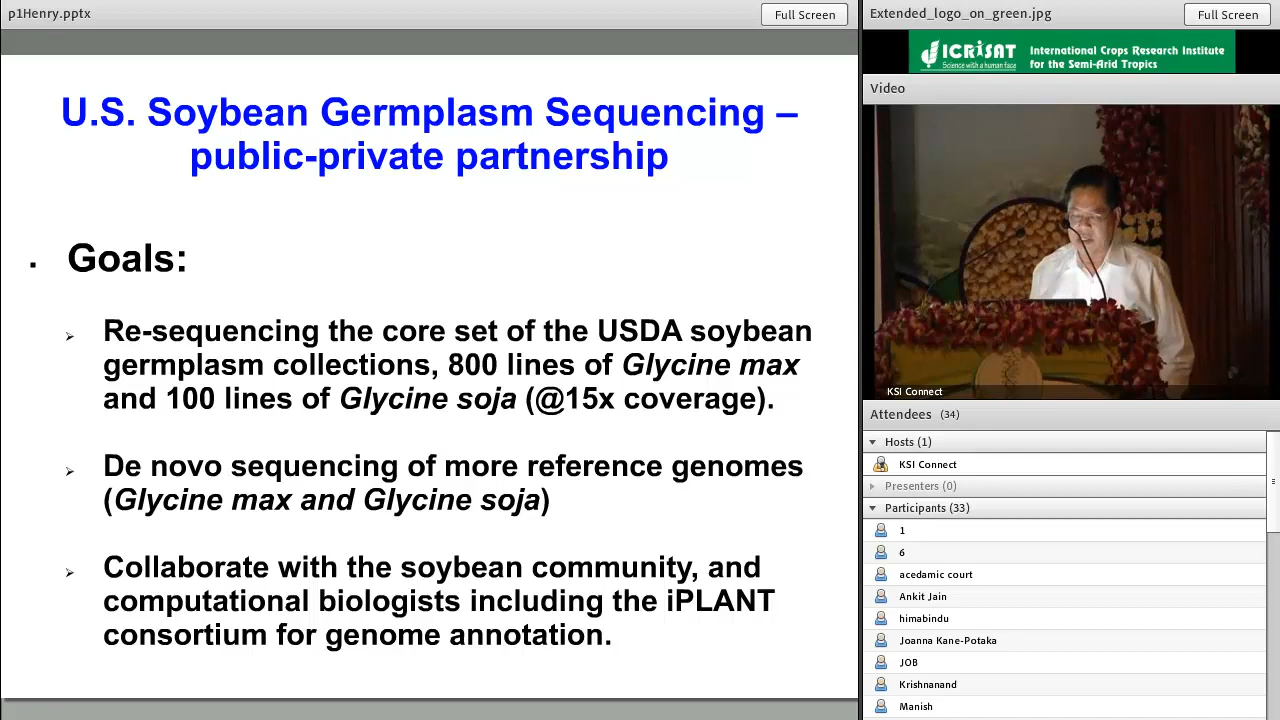 p1Henry.pptx
Full Screen
U.S. Soybean Germplasm Sequencing –
public-private partnership
Goals:
Re-sequencing the core set of the USDA soybean
germplasm collections, 800 lines of Glycine max
and 100 lines of Glycine soja (@15x coverage).
De novo sequencing of more reference genomes
(Glycine max and Glycine soja)
Collaborate with the soybean community, and
computational biologists including the iPLANT
consortium for genome annotation.
Extended_logo_on_green.jpg
Full Screen
ICRISAT
Science with a human face
International Crops Research Institute
for the Semi-Arid Tropics
Video
KSI Connect
Attendees (34)
Hosts (1)
KSI Connect
Presenters (0)
Participants (33)
1
6
acedamic court
Ankit Jain
himabindu
Joanna Kane-Potaka
JOB
Krishnanand
Manish